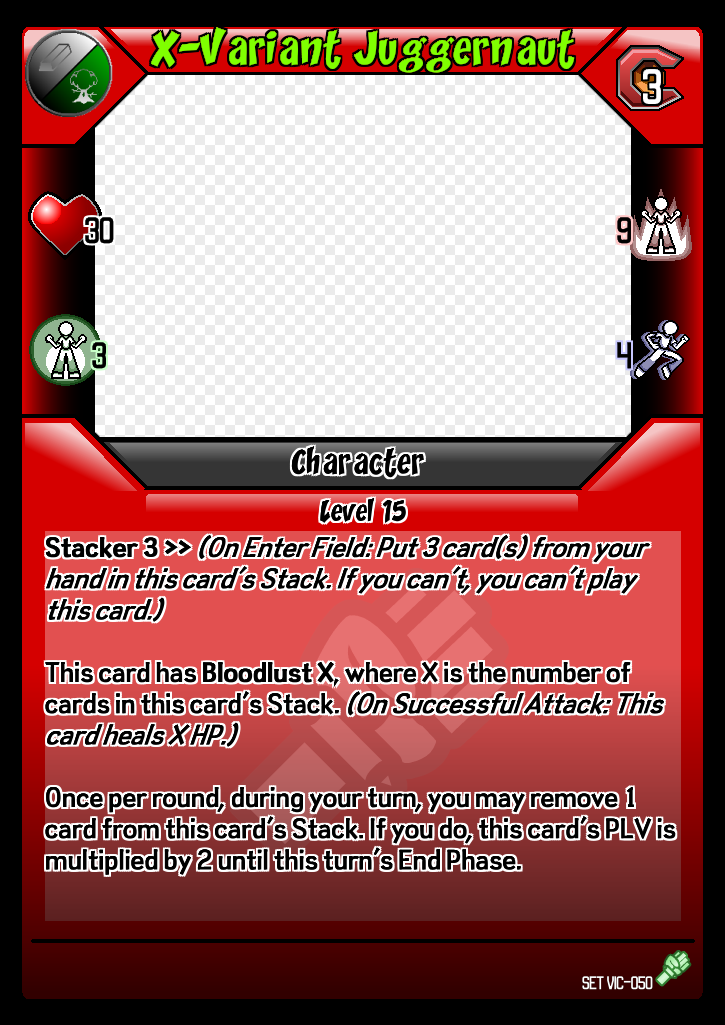 X-Variant Juggernaut
3
30
9
3
4
Character
Level 15
Stacker 3 >> (On Enter Field: Put 3 card(s) from your
hand in this card's Stack. If you can't, you can't play
this card.)
This card has Bloodlust X, where X is the number of
cards in this card's Stack. (On Successful Attack: This
card heals X HP.)
Once per round, during your turn, you may remove 1
card from this card's Stack. If you do, this card's PLV is
multiplied by 2 until this turn's End Phase.
SET VIC-050